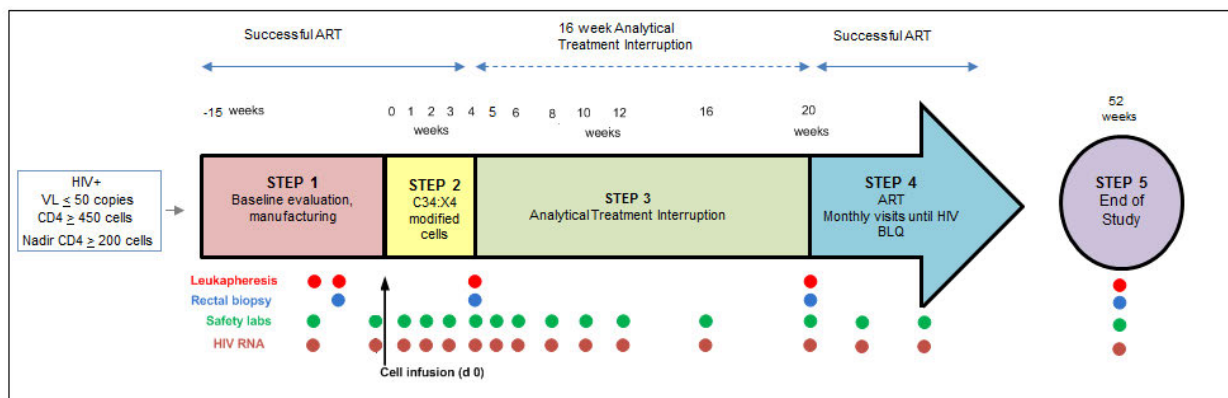 Successful ART
16 week Analytical
Treatment Interruption
Successful ART
-15 weeks
0 1 2 3 4 5 6 8 10 12 16 20
weeks
weeks
weeks
52
weeks
HIV+
VL ≤ 50 copies
CD4 ≥ 450 cells
Nadir CD4 ≥ 200 cells
STEP 1
Baseline evaluation,
manufacturing
STEP 2
C34:X4
modified
cells
STEP 3
Analytical Treatment Interruption
STEP 4
ART
Monthly visits until HIV
BLQ
STEP 5
End of
Study
Leukapheresis
Rectal biopsy
Safety labs
HIV RNA
Cell infusion (d 0)